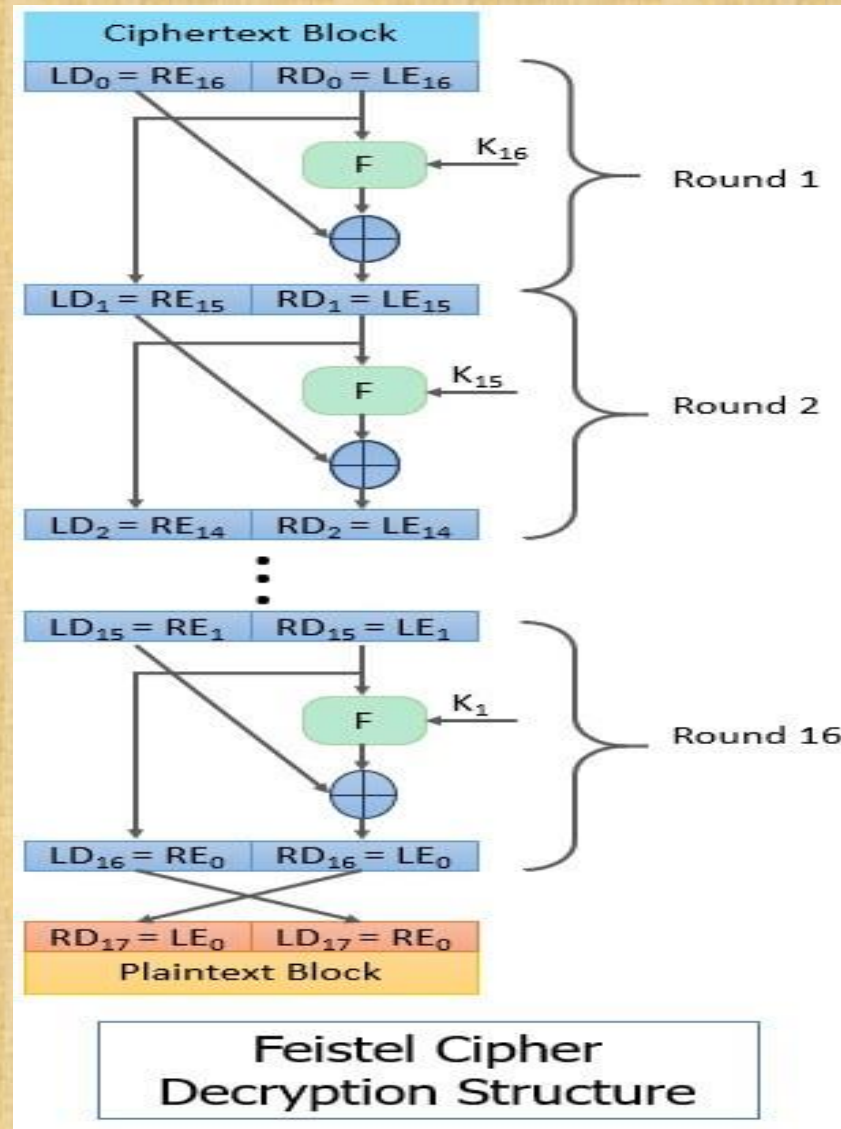 Ciphertext Block
LD₀ = RE₁₆ RD₀ = LE₁₆
F
K₁₆
Round 1
LD₁ = RE₁₅ RD₁ = LE₁₅
F
K₁₅
Round 2
LD₂ = RE₁₄ RD₂ = LE₁₄
LD₁₅ = RE₁ RD₁₅ = LE₁
F
K₁
Round 16
LD₁₆ = RE₀ RD₁₆ = LE₀
RD₁₇ = LE₀ LD₁₇ = RE₀
Plaintext Block
Feistel Cipher
Decryption Structure